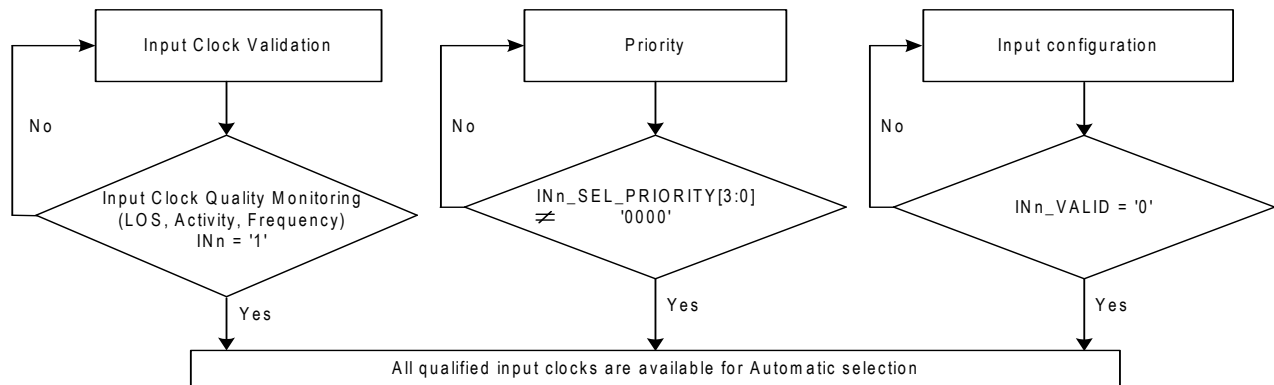 Input Clock Validation
Priority
Input configuration
No
No
No
Input Clock Quality Monitoring
(LOS, Activity, Frequency)
INn = '1'
INn_SEL_PRIORITY[3:0]
≠ '0000'
INn_VALID = '0'
Yes
Yes
Yes
All qualified input clocks are available for Automatic selection